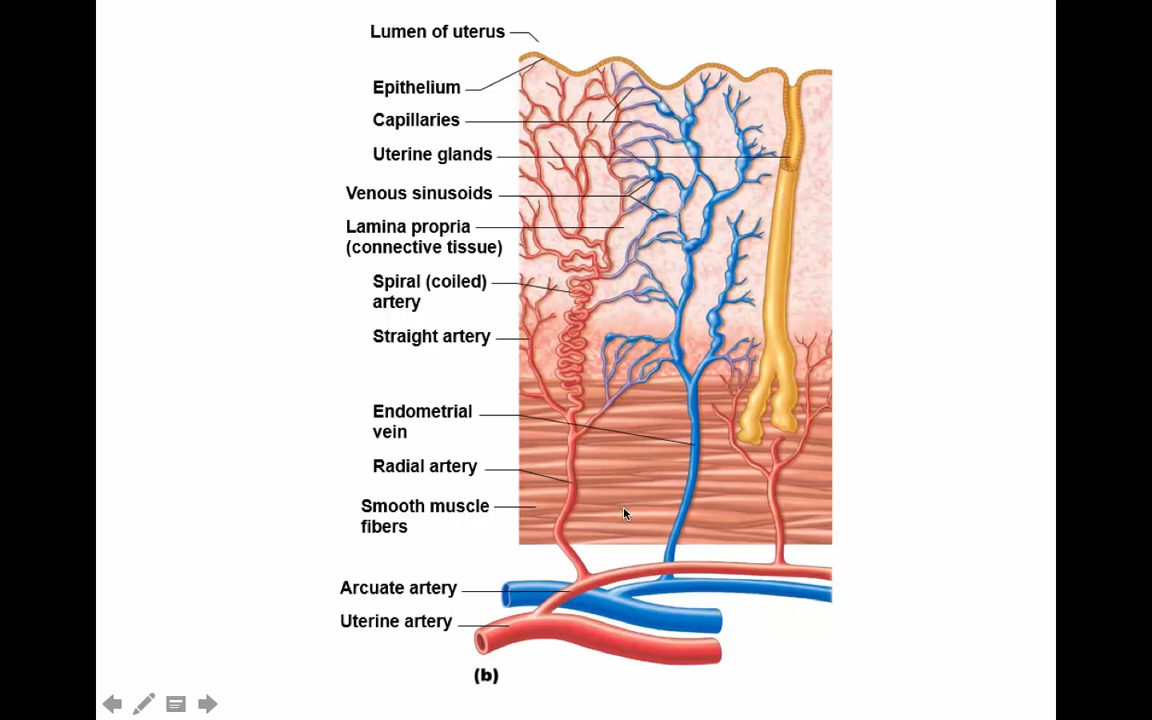 Lumen of uterus
Epithelium
Capillaries
Uterine glands
Venous sinusoids
Lamina propria
(connective tissue)
Spiral (coiled)
artery
Straight artery
Endometrial
vein
Radial artery
Smooth muscle
fibers
Arcuate artery
Uterine artery
(b)